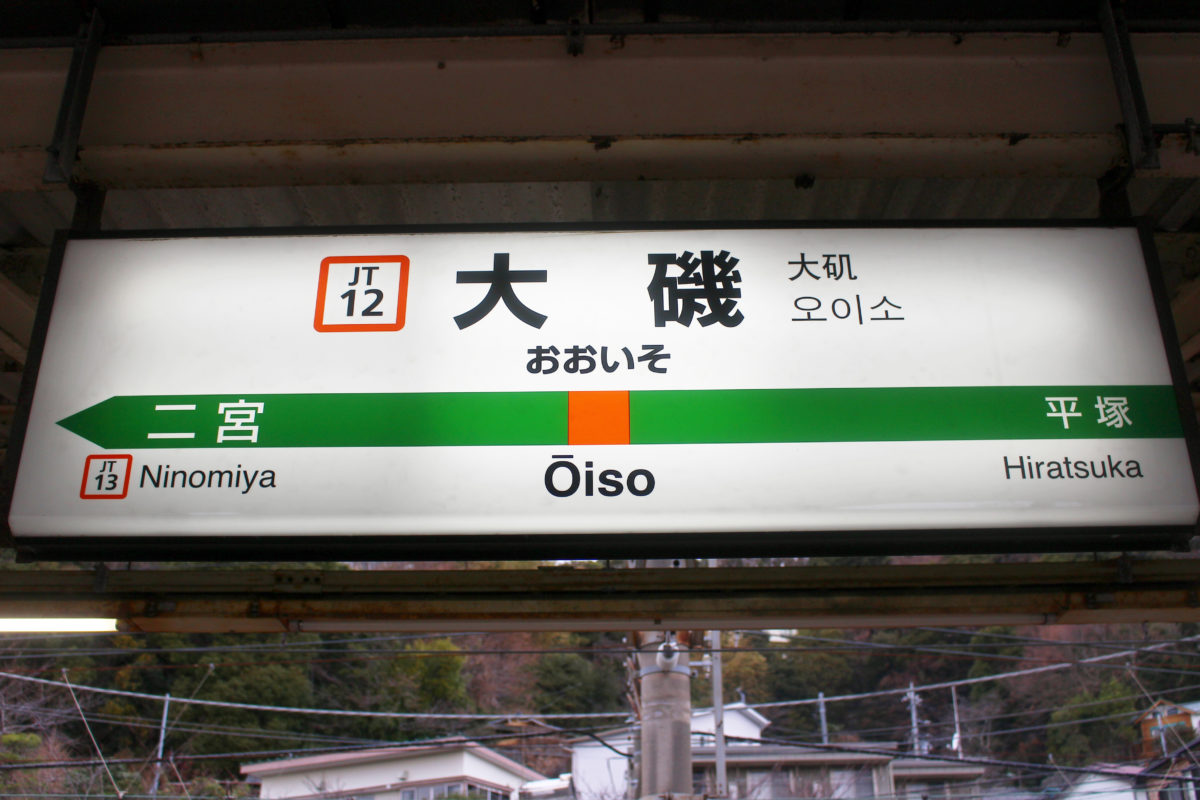 JT
12
大磯
大矶
오이소
おおいそ
二宮
平塚
JT
13
Ninomiya
Ōiso
Hiratsuka